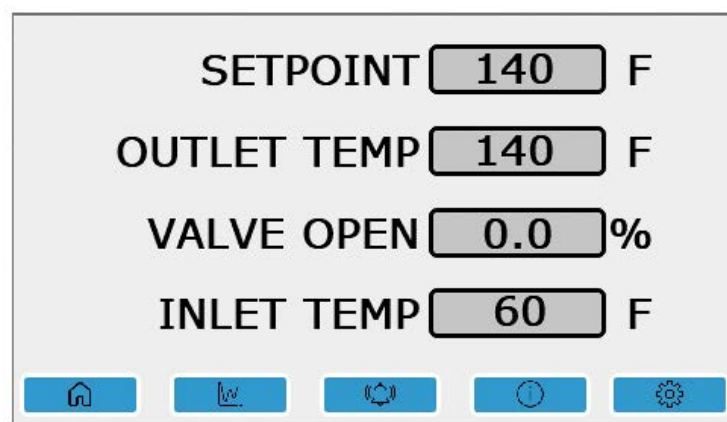 SETPOINT 140 F
OUTLET TEMP 140 F
VALVE OPEN 0.0 %
INLET TEMP 60 F